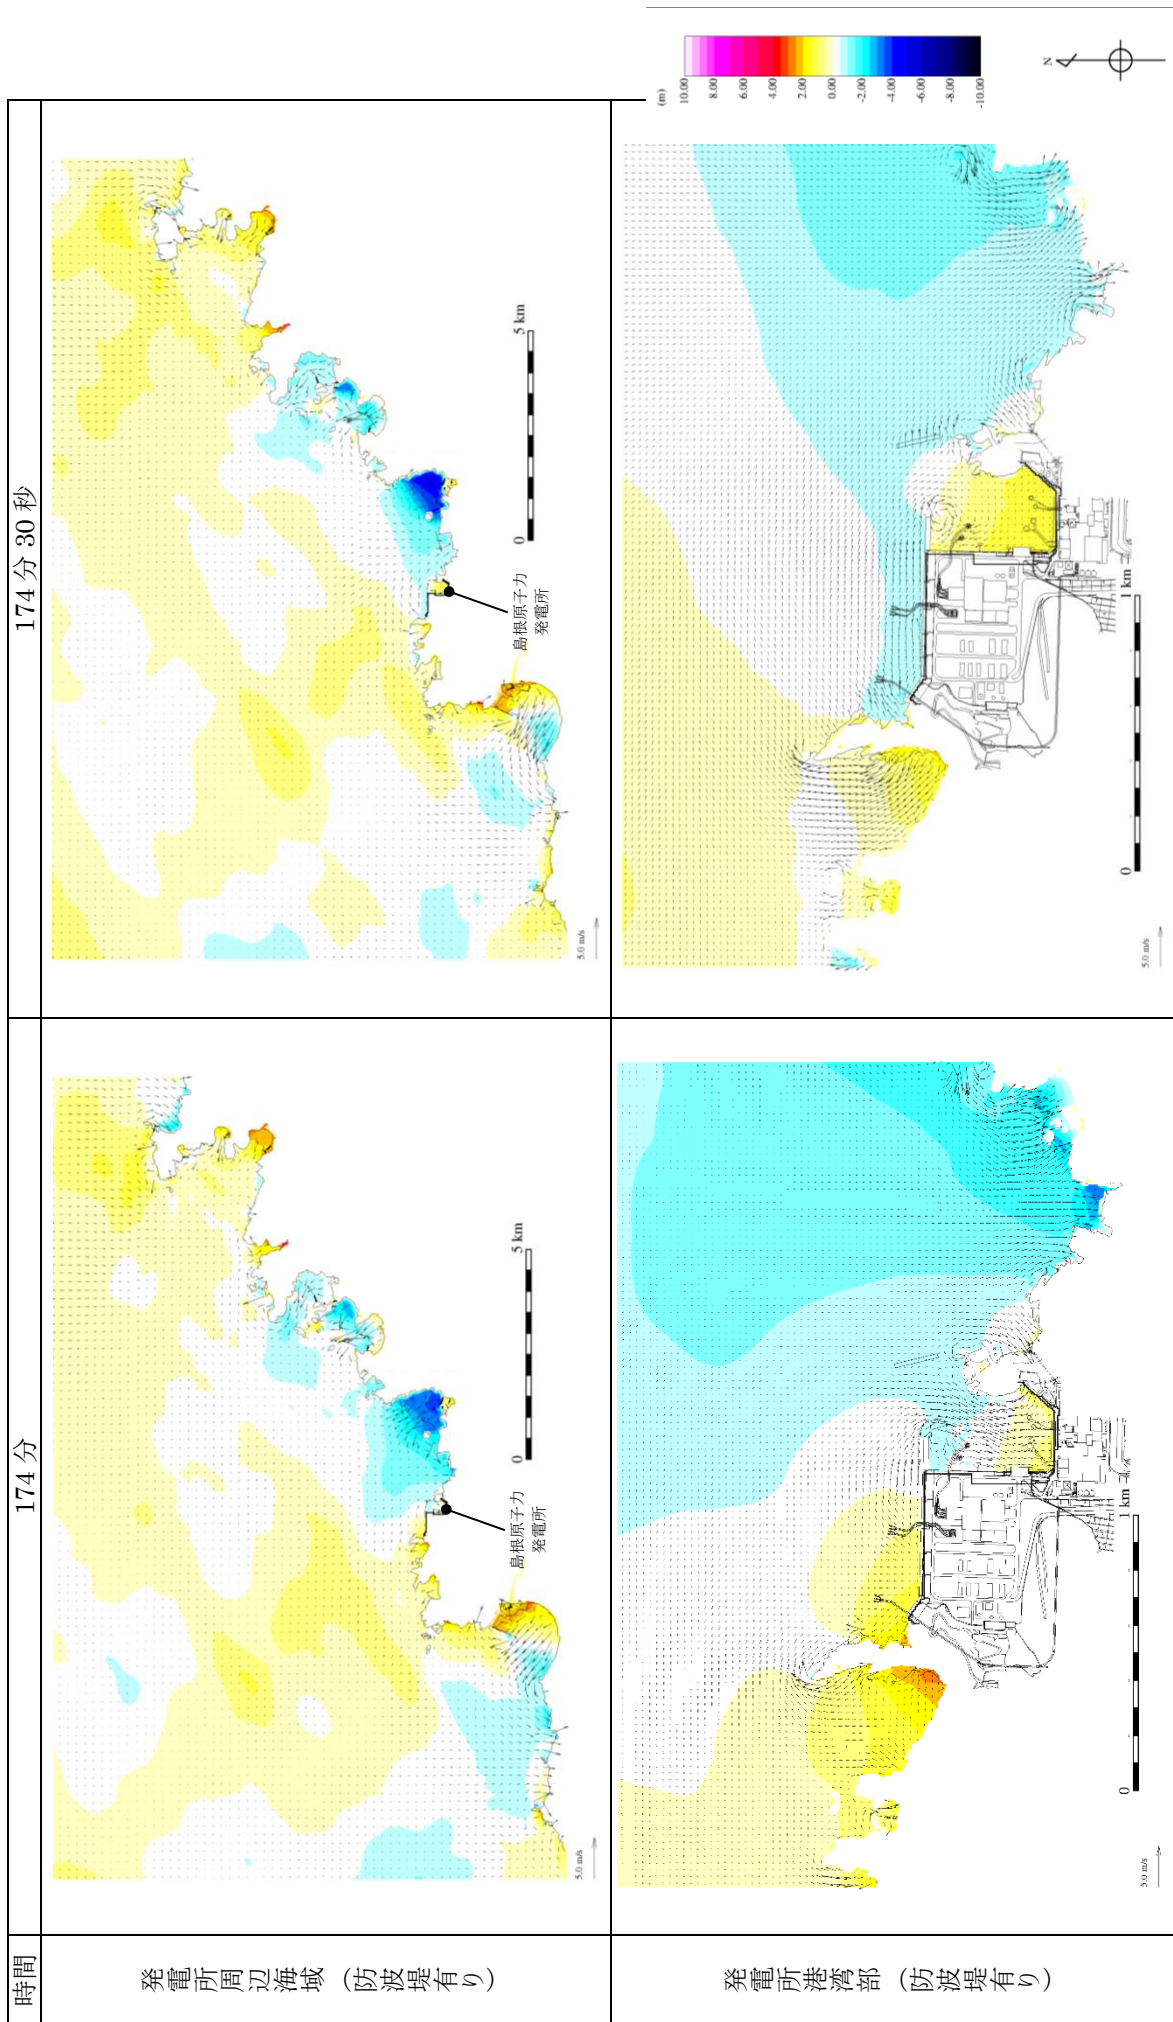 時間
174分
174分30秒
発電所周辺海域（防波堤有り）
島根原子力
発電所
0
5 km
5.0 m/s
島根原子力
発電所
0
5 km
5.0 m/s
発電所港湾部（防波堤有り）
0
1 km
5.0 m/s
0
1 km
5.0 m/s
(m)
10.00
8.00
6.00
4.00
2.00
0.00
-2.00
-4.00
-6.00
-8.00
-10.00
N